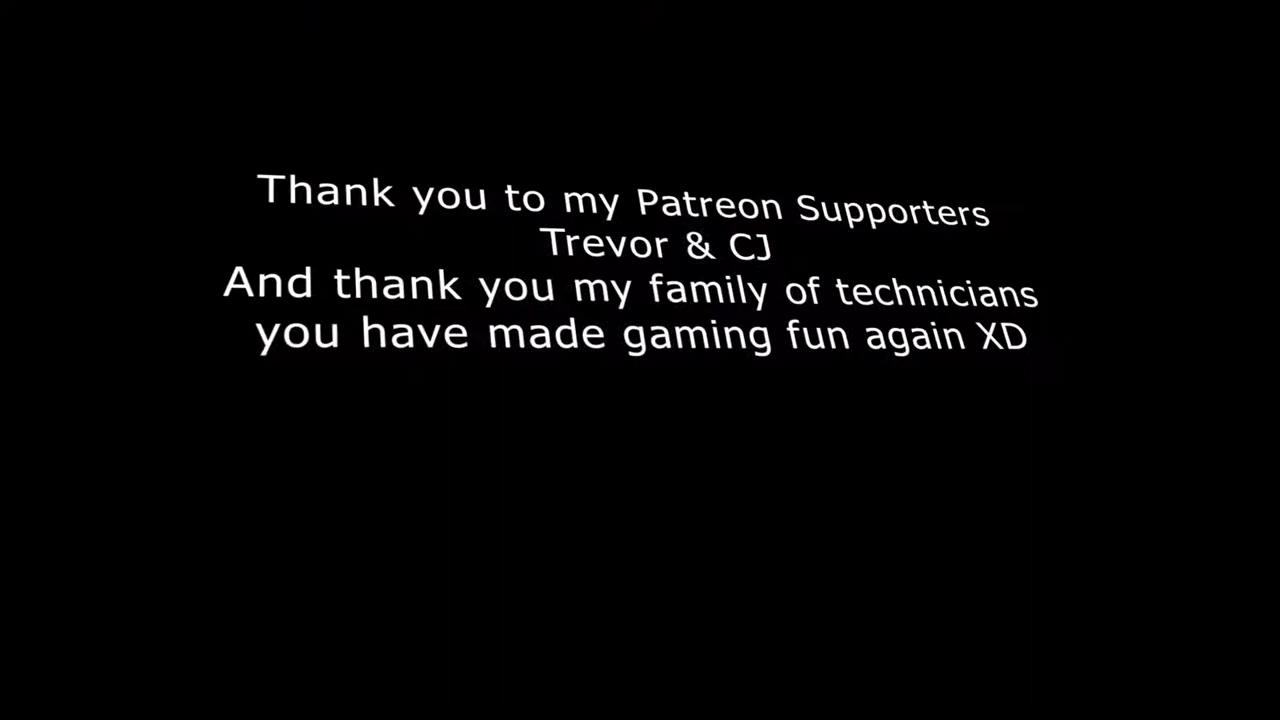 Thank you to my Patreon Supporters
Trevor & CJ
And thank you my family of technicians
you have made gaming fun again XD